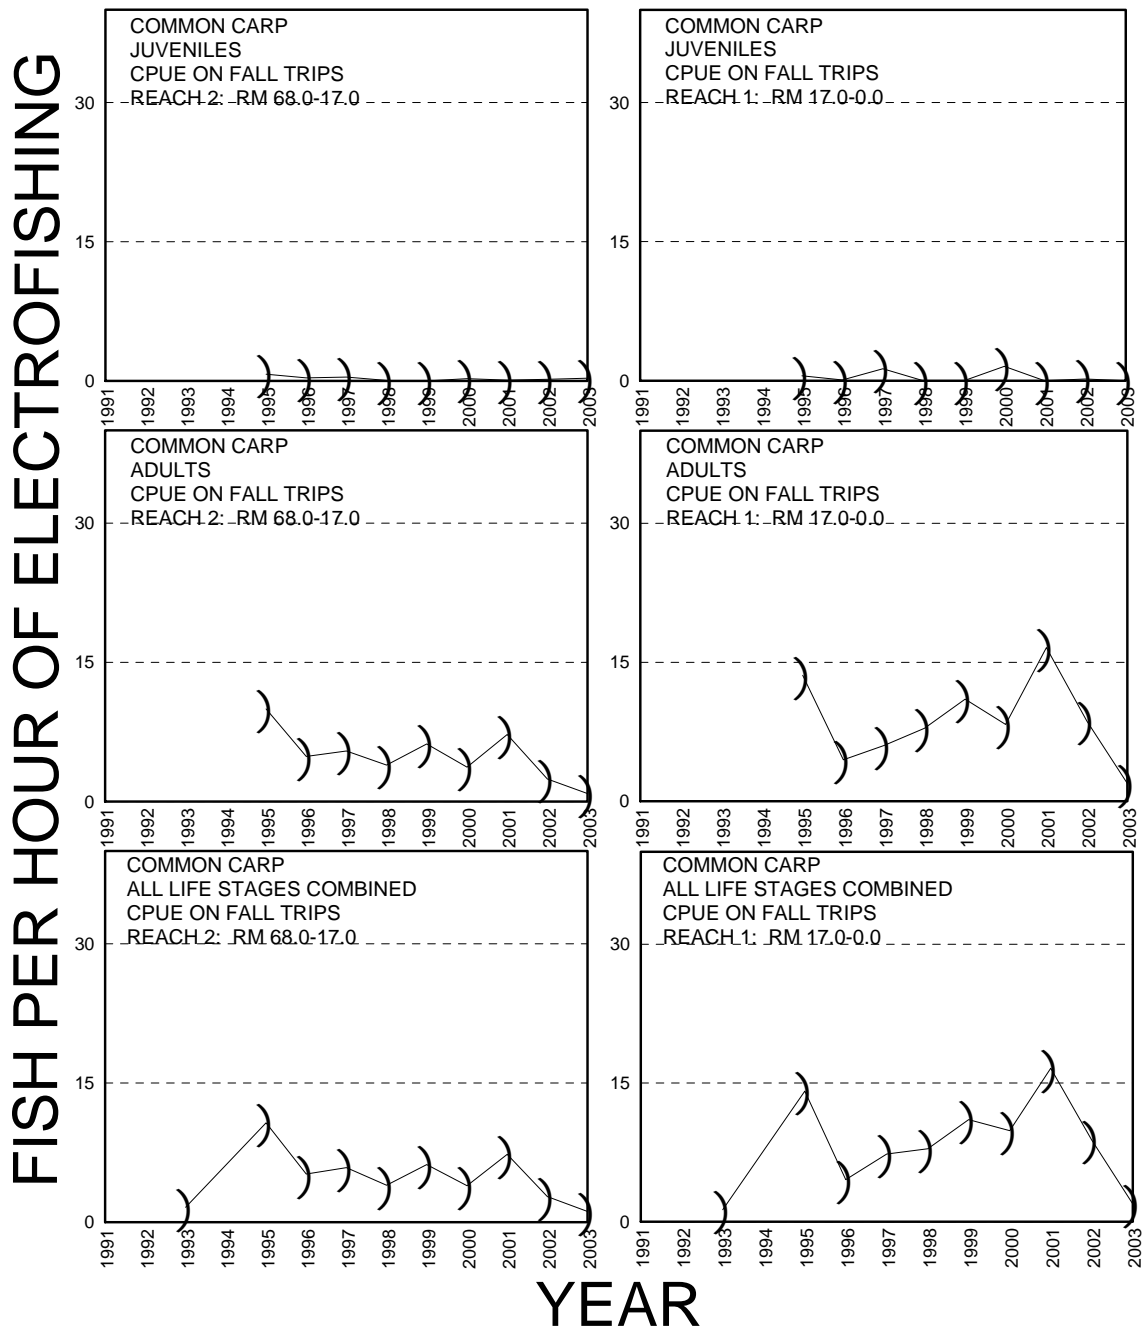 FISH PER HOUR OF ELECTROFISHING
COMMON CARP
JUVENILES
CPUE ON FALL TRIPS
REACH 2: RM 68.0-17.0
30
15
0
1991 1992 1993 1994 1995 1996 1997 1998 1999 2000 2001 2002 2003
COMMON CARP
JUVENILES
CPUE ON FALL TRIPS
REACH 1: RM 17.0-0.0
30
15
0
1991 1992 1993 1994 1995 1996 1997 1998 1999 2000 2001 2002 2003
COMMON CARP
ADULTS
CPUE ON FALL TRIPS
REACH 2: RM 68.0-17.0
30
15
0
1991 1992 1993 1994 1995 1996 1997 1998 1999 2000 2001 2002 2003
COMMON CARP
ADULTS
CPUE ON FALL TRIPS
REACH 1: RM 17.0-0.0
30
15
0
1991 1992 1993 1994 1995 1996 1997 1998 1999 2000 2001 2002 2003
COMMON CARP
ALL LIFE STAGES COMBINED
CPUE ON FALL TRIPS
REACH 2: RM 68.0-17.0
30
15
0
1991 1992 1993 1994 1995 1996 1997 1998 1999 2000 2001 2002 2003
COMMON CARP
ALL LIFE STAGES COMBINED
CPUE ON FALL TRIPS
REACH 1: RM 17.0-0.0
30
15
0
1991 1992 1993 1994 1995 1996 1997 1998 1999 2000 2001 2002 2003
YEAR